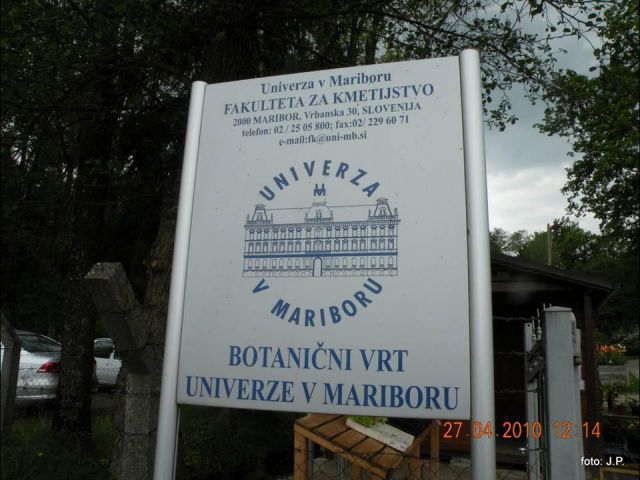 Univerza v Mariboru
FAKULTETA ZA KMETIJSTVO
2000 MARIBOR, Vrbanska 30, SLOVENIJA
telefon: 02 / 25 05 800; fax:02/ 229 60 71
e-mail:fk@uni-mb.si
UNIVERZA
M
V MARIBORU
BOTANIČNI VRT
UNIVERZE V MARIBORU
27.04.2010 12:14
foto: J.P.